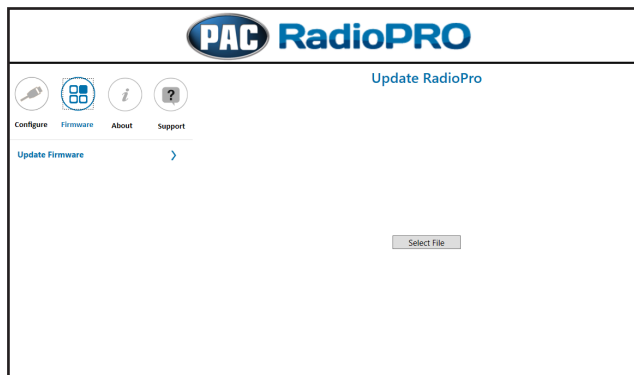 PAC RadioPRO
Update RadioPro
Configure Firmware About Support
Update Firmware
Select File